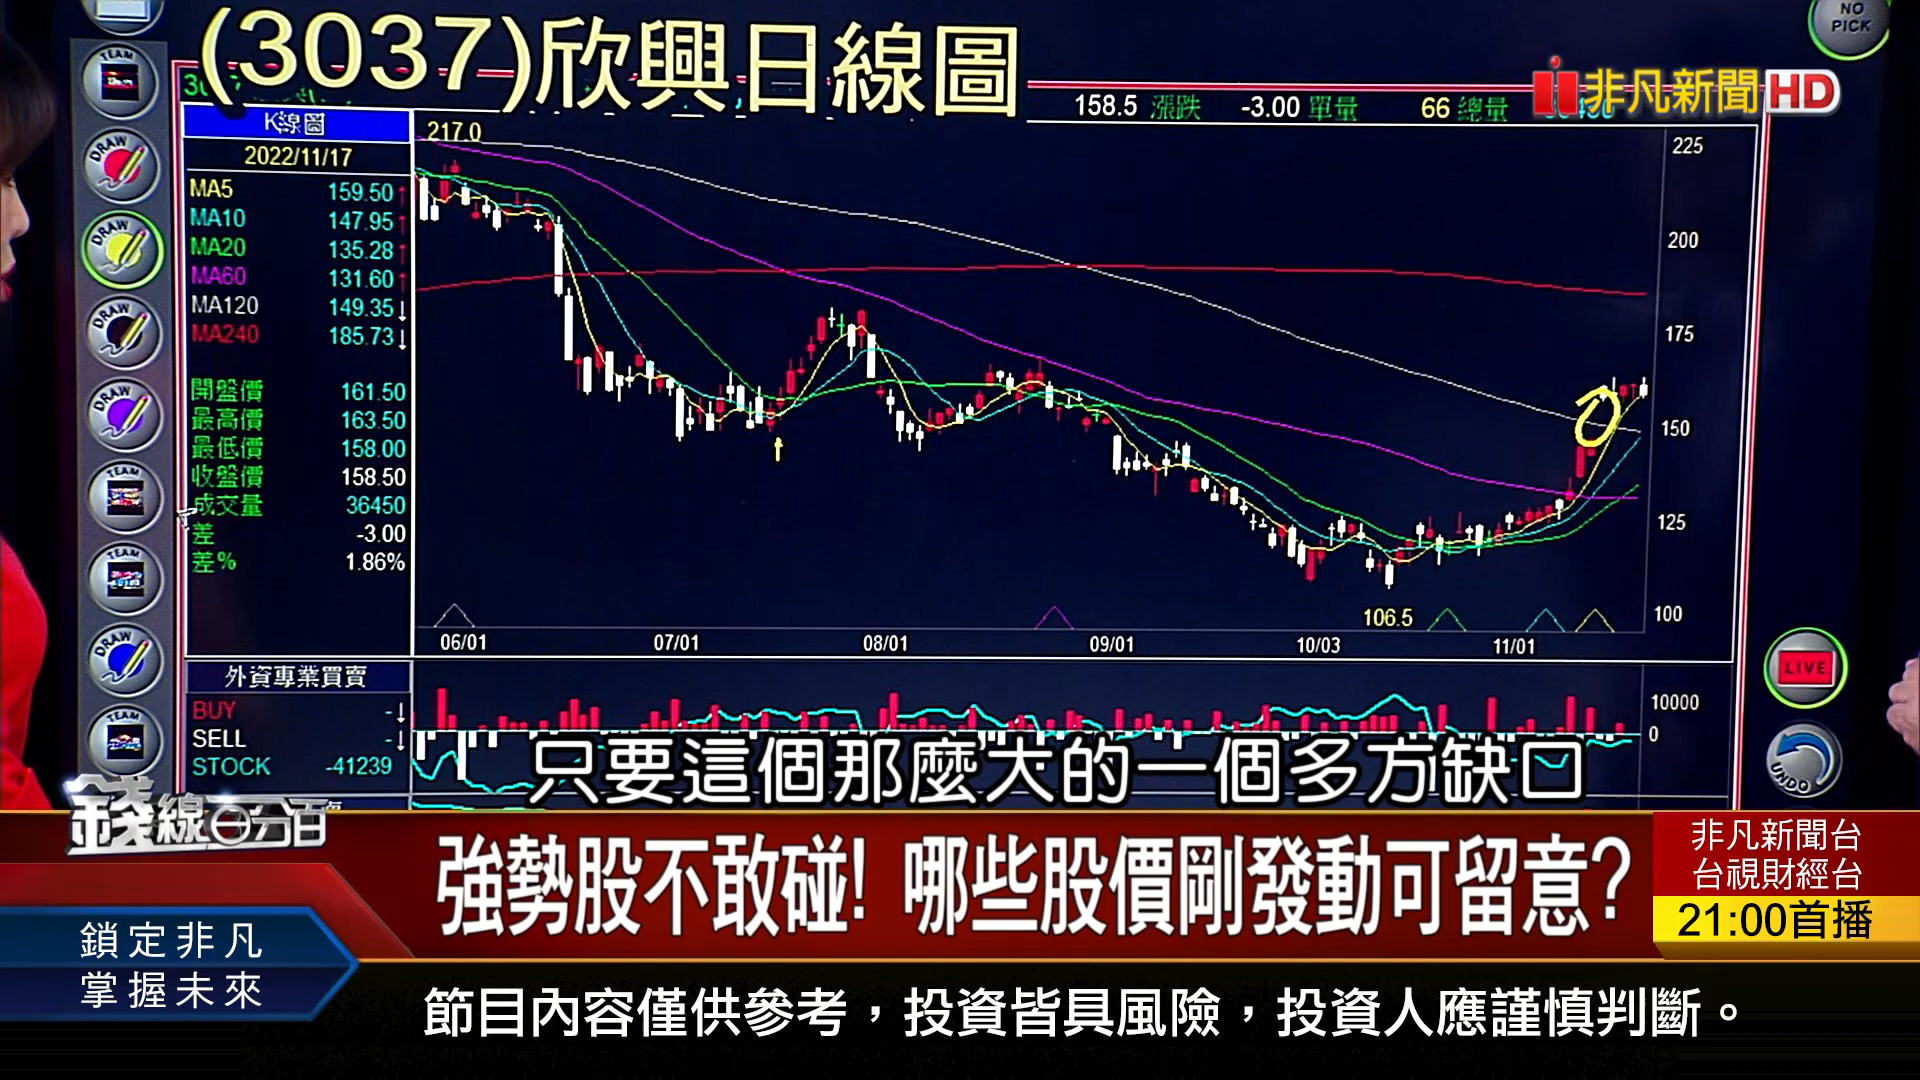 (3037)欣興日線圖
NO PICK
非凡新聞HD
158.5 漲跌 -3.00 單量 66 總量
K線圖
2022/11/17
MA5 159.50↑
MA10 147.95↑
MA20 135.28↑
MA60 131.60↑
MA120 149.35↓
MA240 185.73↓
開盤價 161.50
最高價 163.50
最低價 158.00
收盤價 158.50
成交量 36450
差 -3.00
差% 1.86%
217.0
106.5
225
200
175
150
125
100
06/01 07/01 08/01 09/01 10/03 11/01
外資專業買賣
BUY -↓
SELL -↓
STOCK -41239
10000
0
TEAM
DRAW
DRAW
DRAW
DRAW
TEAM
TEAM
DRAW
TEAM
LIVE
UNDO
只要這個那麼大的一個多方缺口
錢線百分百
強勢股不敢碰! 哪些股價剛發動可留意?
非凡新聞台
台視財經台
21:00首播
鎖定非凡
掌握未來
節目內容僅供參考，投資皆具風險，投資人應謹慎判斷。